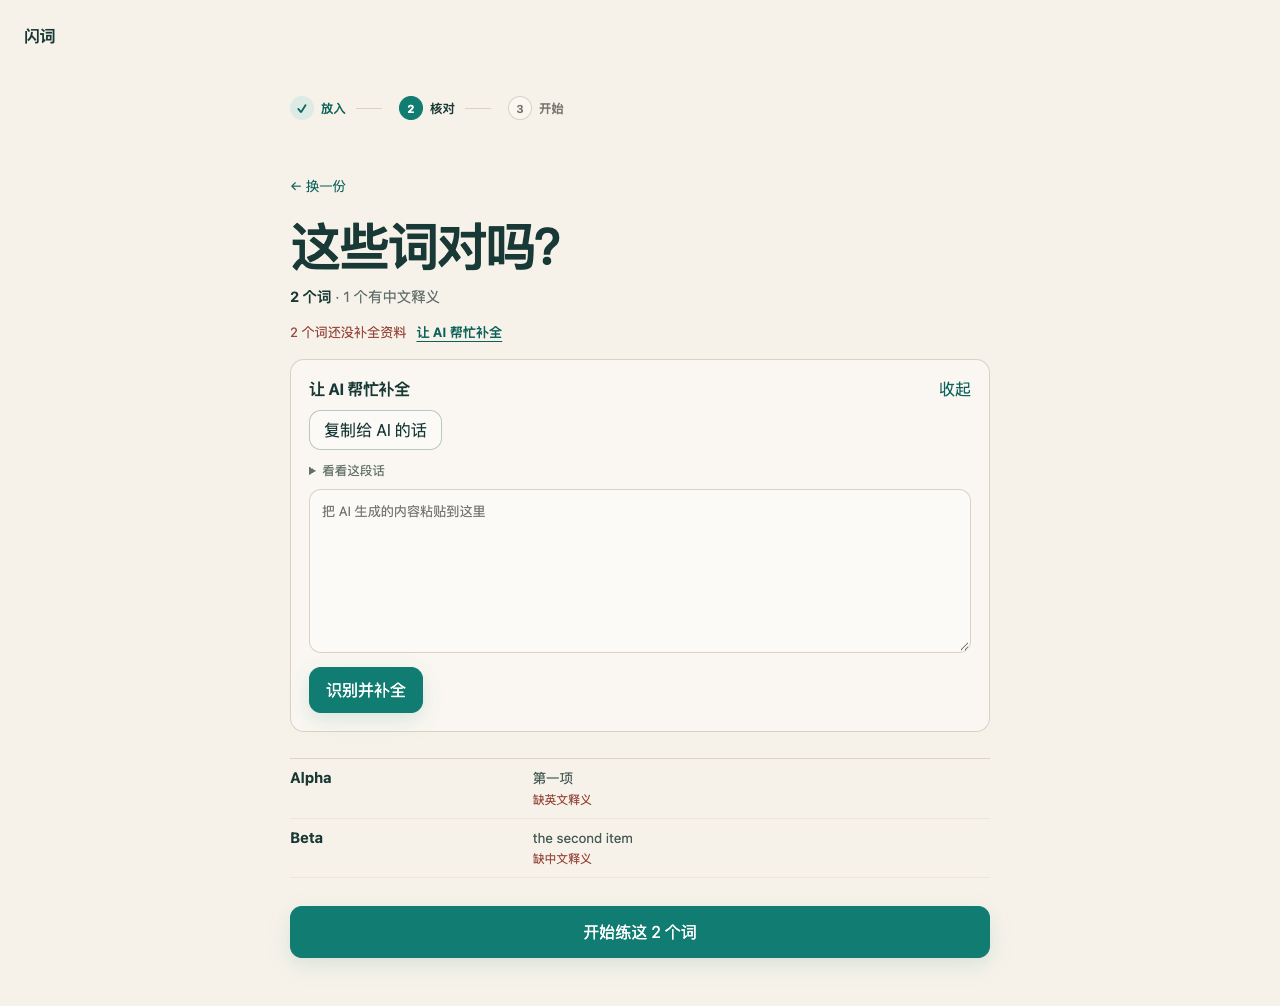 闪词
✓ 放入 2 核对 3 开始
← 换一份
这些词对吗?
2 个词 · 1 个有中文释义
2 个词还没补全资料 让 AI 帮忙补全
让 AI 帮忙补全 收起
复制给 AI 的话
▶ 看看这段话
把 AI 生成的内容粘贴到这里
识别并补全
Alpha 第一项
缺英文释义
Beta the second item
缺中文释义
开始练这 2 个词